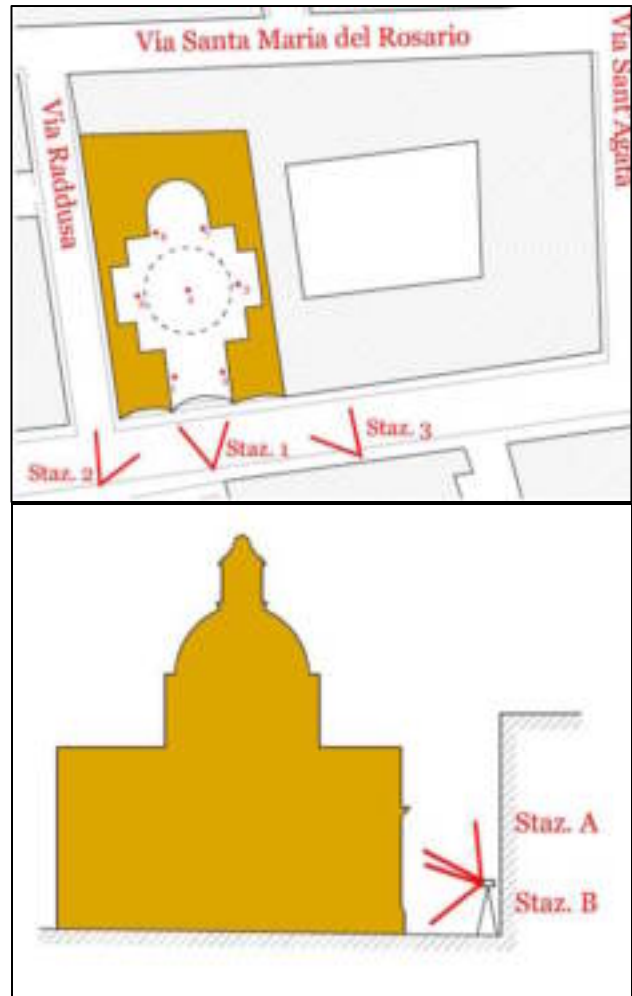 Via Santa Maria del Rosario
Via Sant'Agata
Via Raddusa
Staz. 1
Staz. 3
Staz. 2
Staz. A
Staz. B